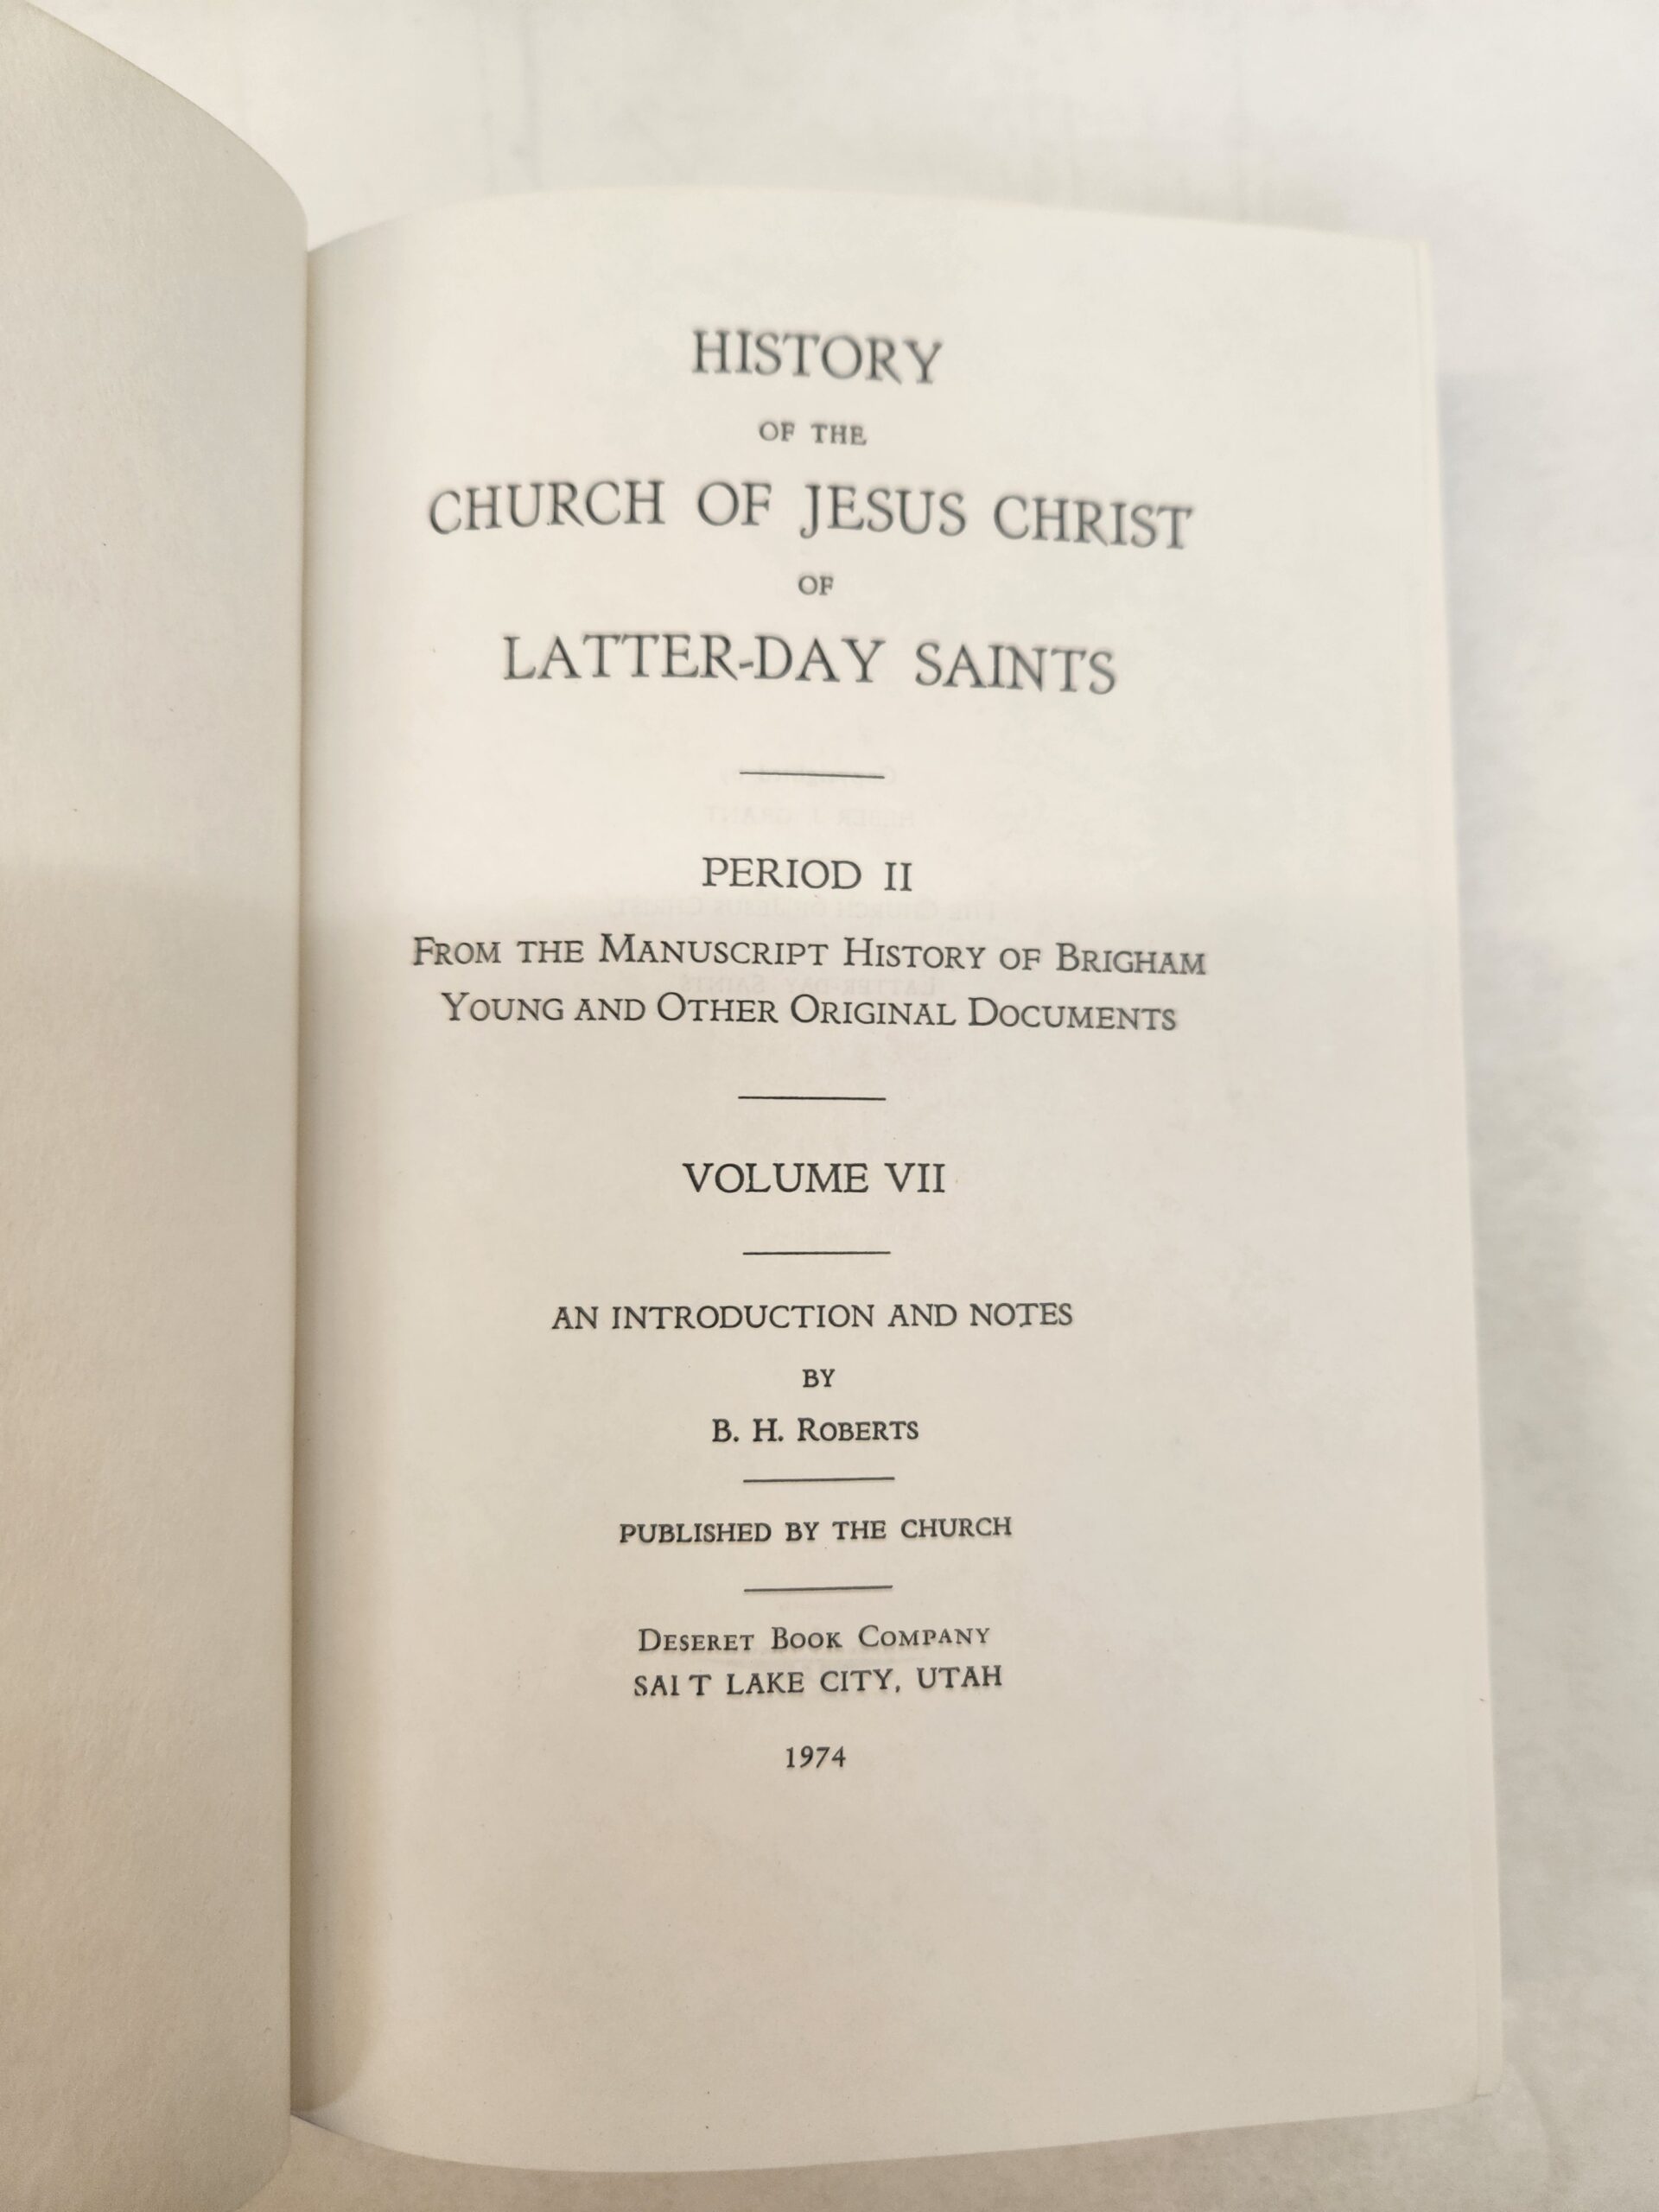 HISTORY
OF THE
CHURCH OF JESUS CHRIST
OF
LATTER-DAY SAINTS
PERIOD II
FROM THE MANUSCRIPT HISTORY OF BRIGHAM
YOUNG AND OTHER ORIGINAL DOCUMENTS
VOLUME VII
AN INTRODUCTION AND NOTES
BY
B. H. ROBERTS
PUBLISHED BY THE CHURCH
DESERET BOOK COMPANY
SALT LAKE CITY, UTAH
1974